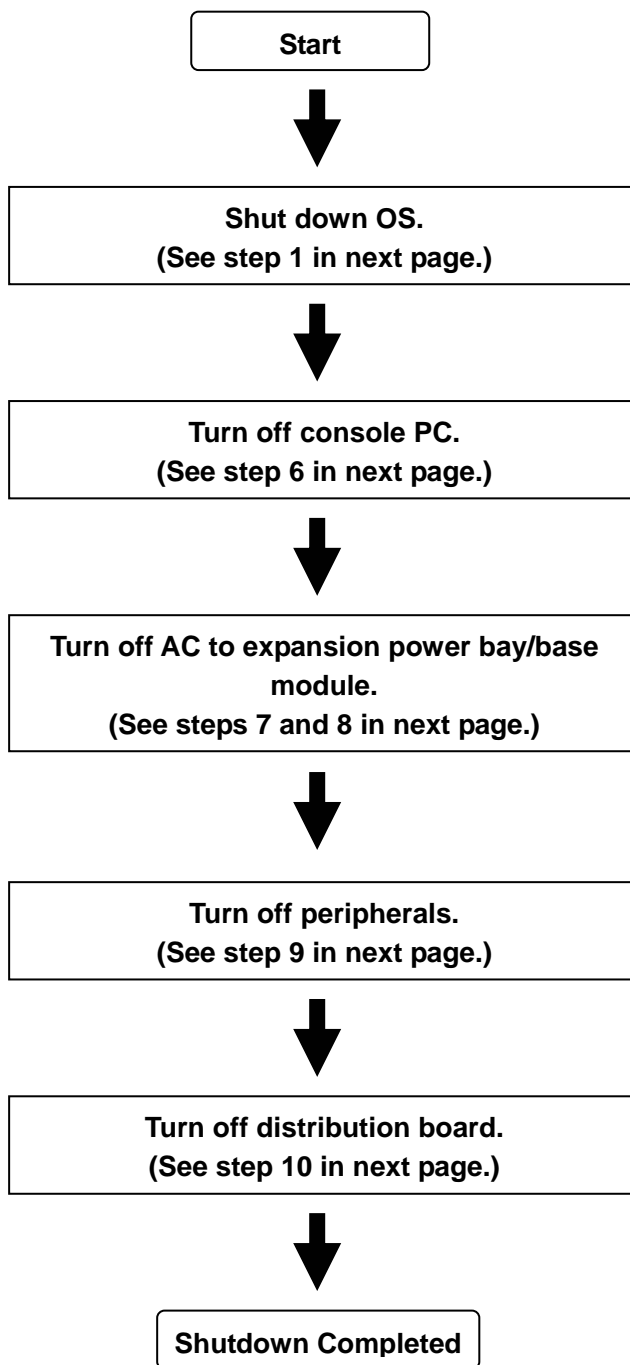 Start
Shut down OS.
(See step 1 in next page.)
Turn off console PC.
(See step 6 in next page.)
Turn off AC to expansion power bay/base
module.
(See steps 7 and 8 in next page.)
Turn off peripherals.
(See step 9 in next page.)
Turn off distribution board.
(See step 10 in next page.)
Shutdown Completed